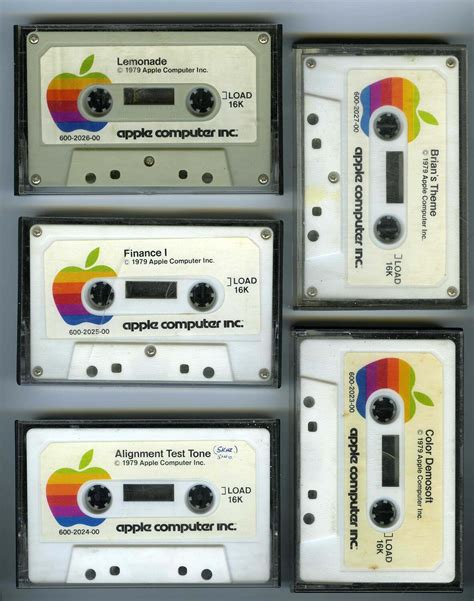 Lemonade
© 1979 Apple Computer Inc.
]LOAD
16K
apple computer inc.
600-2026-00
Finance I
© 1979 Apple Computer Inc.
]LOAD
16K
apple computer inc.
600-2025-00
Alignment Test Tone
© 1979 Apple Computer Inc.
]LOAD
16K
apple computer inc.
600-2024-00
Brian's Theme
© 1979 Apple Computer Inc.
]LOAD
16K
apple computer inc.
600-2027-00
Color Demosoft
© 1979 Apple Computer Inc.
]LOAD
16K
apple computer inc.
600-2023-00